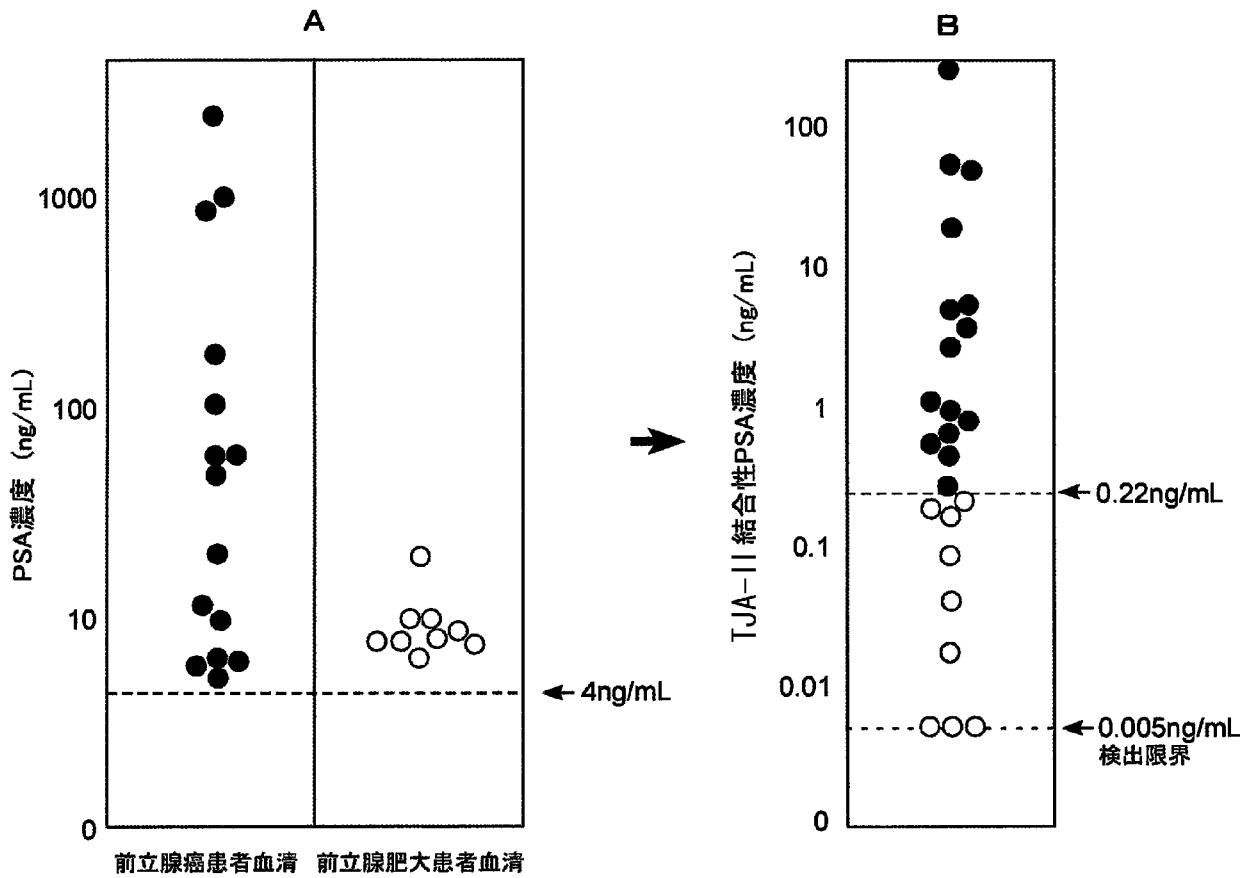 A
PSA濃度 (ng/mL)
1000
100
10
0
4ng/mL
前立腺癌患者血清
前立腺肥大患者血清
B
TJA-II結合性PSA濃度 (ng/mL)
100
10
1
0.1
0.01
0
0.22ng/mL
0.005ng/mL
検出限界